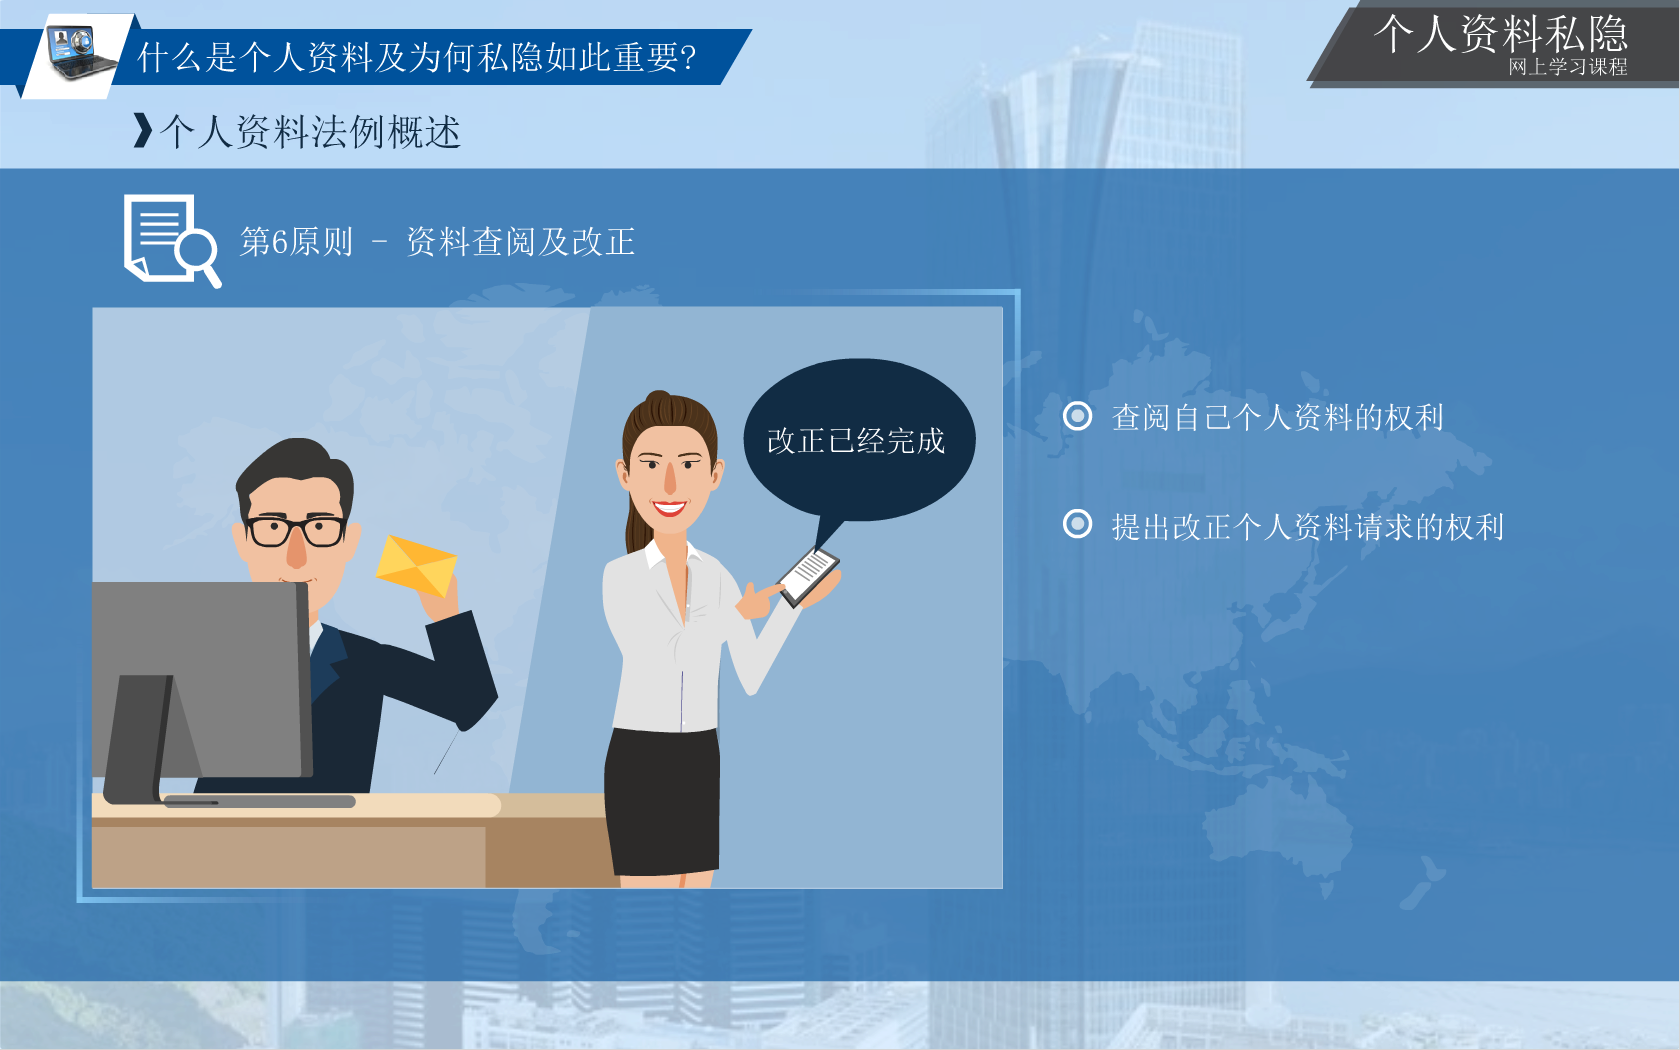 什么是个人资料及为何私隐如此重要?
个人资料私隐
网上学习课程
个人资料法例概述
第6原则 - 资料查阅及改正
改正已经完成
查阅自己个人资料的权利
提出改正个人资料请求的权利